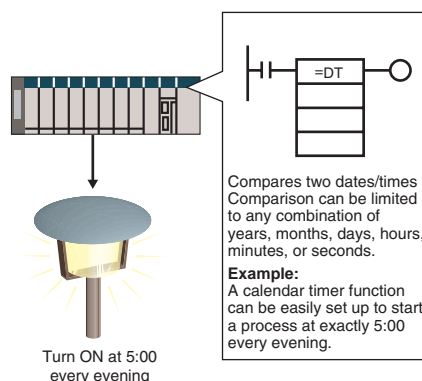 =DT
Compares two dates/times
Comparison can be limited
to any combination of
years, months, days, hours,
minutes, or seconds.
Example:
A calendar timer function
can be easily set up to start
a process at exactly 5:00
every evening.
Turn ON at 5:00
every evening